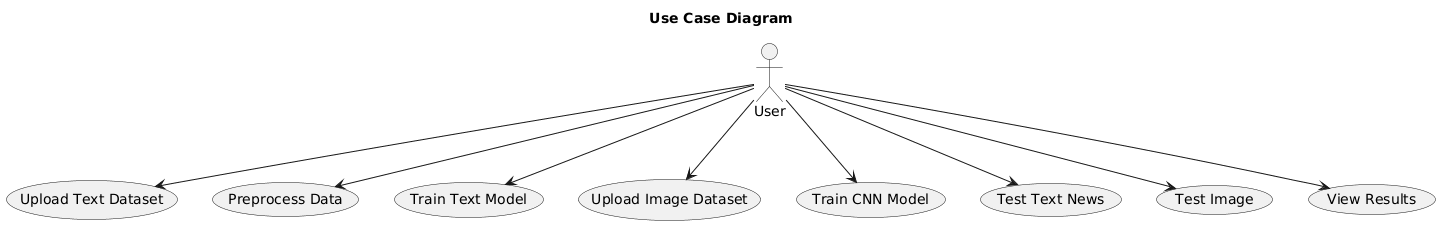 Use Case Diagram
User
Upload Text Dataset
Preprocess Data
Train Text Model
Upload Image Dataset
Train CNN Model
Test Text News
Test Image
View Results